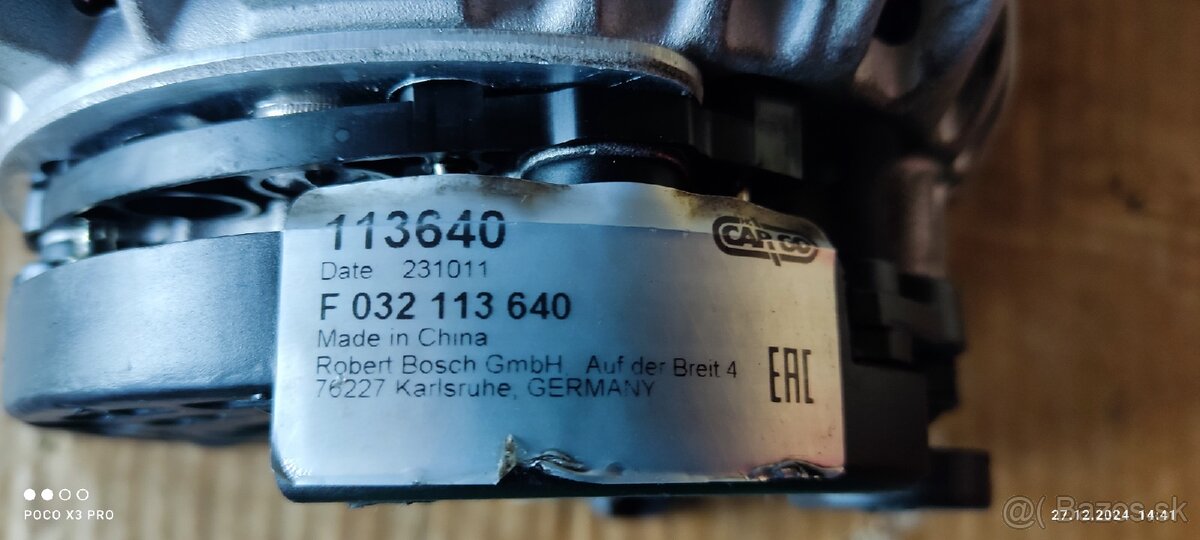 113640
CARGO
Date 231011
F 032 113 640
Made in China
Robert Bosch GmbH, Auf der Breit 4
76227 Karlsruhe, GERMANY
EAC
POCO X3 PRO
@( Bazos.sk
27.12.2024 14:41